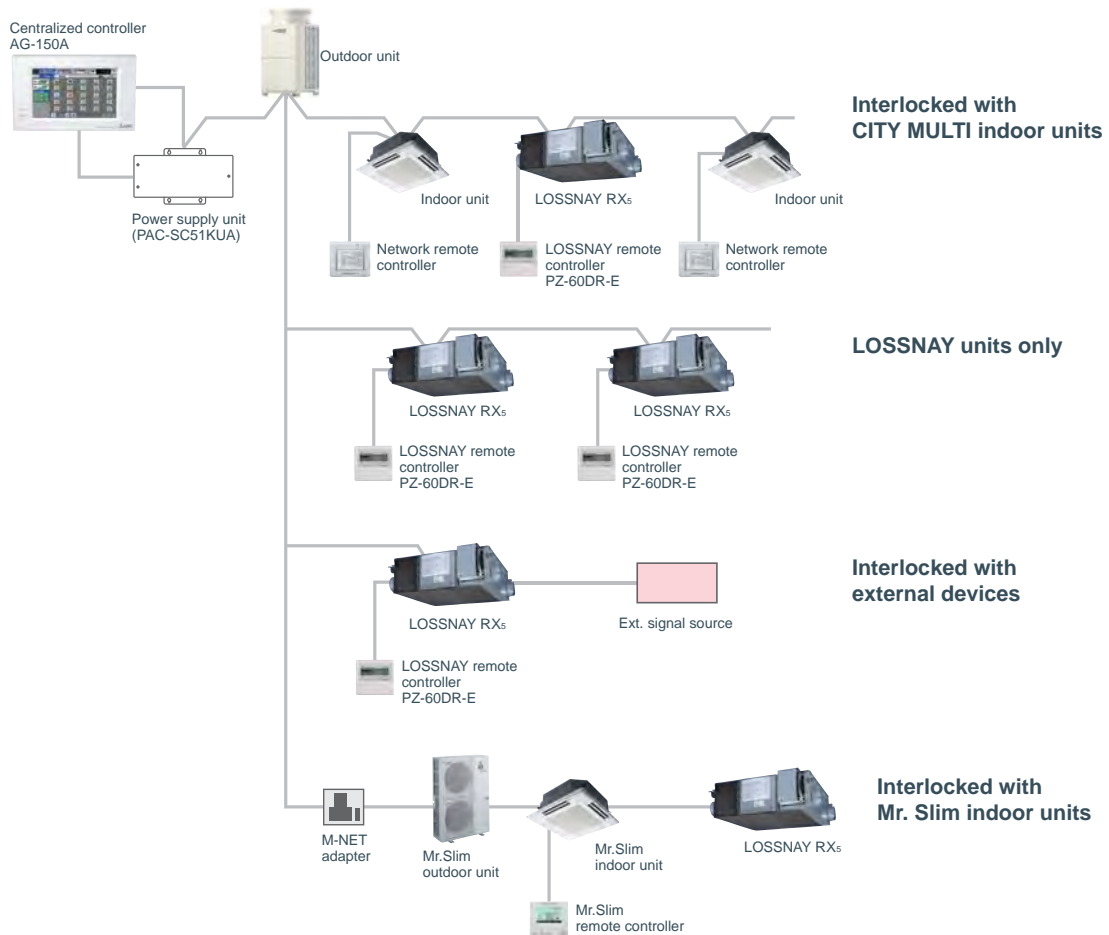 Centralized controller
AG-150A
Outdoor unit
Interlocked with
CITY MULTI indoor units
Power supply unit
(PAC-SC51KUA)
Indoor unit
LOSSNAY RX5
Indoor unit
Network remote
controller
LOSSNAY remote
controller
PZ-60DR-E
Network remote
controller
LOSSNAY units only
LOSSNAY RX5
LOSSNAY RX5
LOSSNAY remote
controller
PZ-60DR-E
LOSSNAY remote
controller
PZ-60DR-E
Interlocked with
external devices
LOSSNAY RX5
Ext. signal source
LOSSNAY remote
controller
PZ-60DR-E
Interlocked with
Mr. Slim indoor units
M-NET
adapter
Mr.Slim
outdoor unit
Mr.Slim
indoor unit
LOSSNAY RX5
Mr.Slim
remote controller